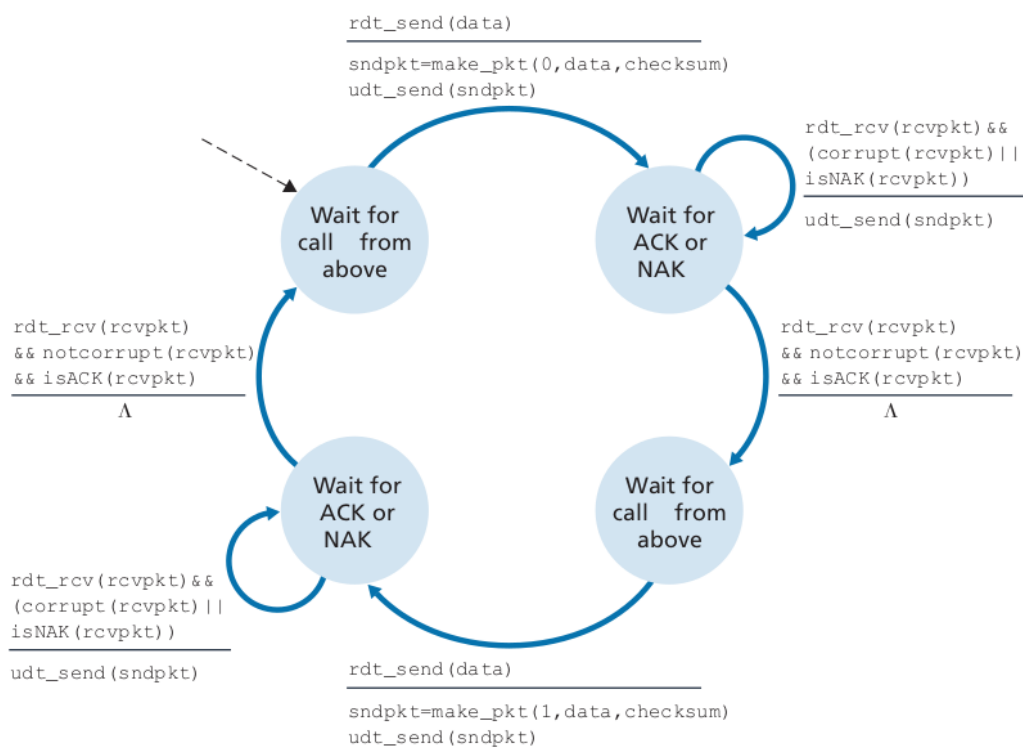 rdt_send(data)
sndpkt=make_pkt(0,data,checksum)
udt_send(sndpkt)
rdt_rcv(rcvpkt)&&
(corrupt(rcvpkt)||
isNAK(rcvpkt))
udt_send(sndpkt)
Wait for
call from
above
Wait for
ACK or
NAK
rdt_rcv(rcvpkt)
&& notcorrupt(rcvpkt)
&& isACK(rcvpkt)
Λ
rdt_rcv(rcvpkt)
&& notcorrupt(rcvpkt)
&& isACK(rcvpkt)
Λ
Wait for
ACK or
NAK
Wait for
call from
above
rdt_rcv(rcvpkt)&&
(corrupt(rcvpkt)||
isNAK(rcvpkt))
udt_send(sndpkt)
rdt_send(data)
sndpkt=make_pkt(1,data,checksum)
udt_send(sndpkt)